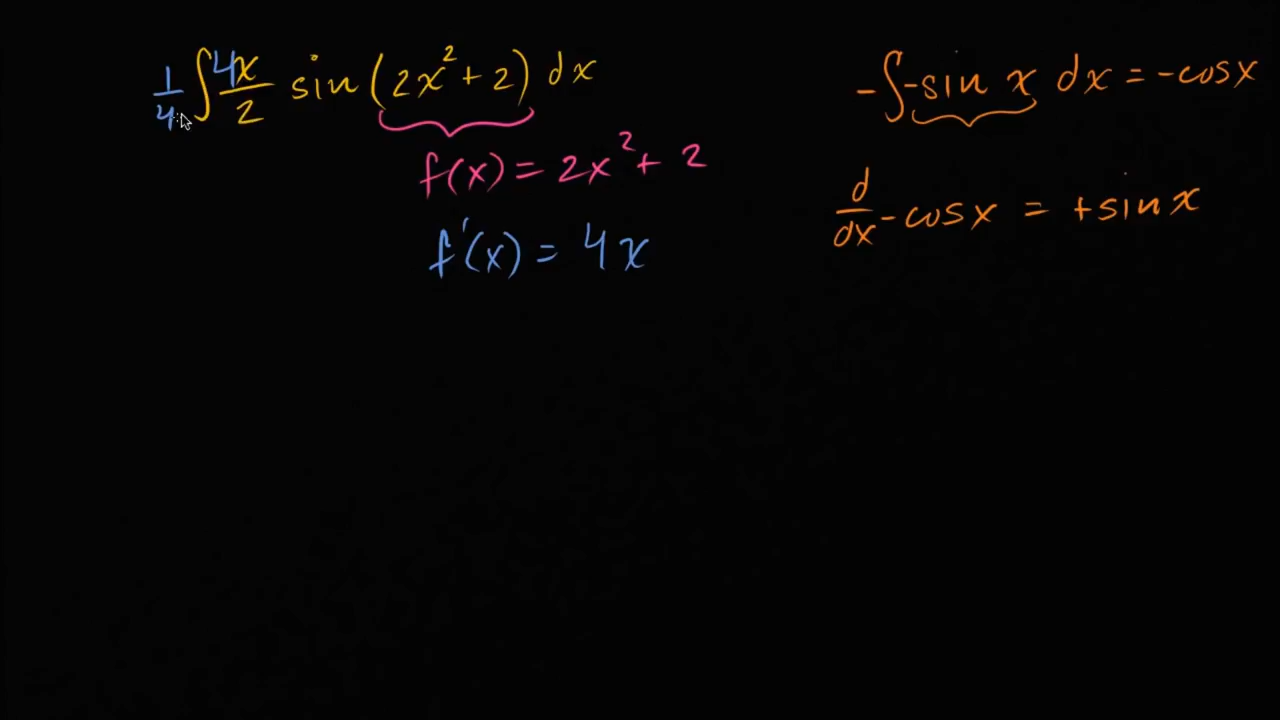 1/4 ∫ 4x/2 sin (2x² + 2) dx
f(x) = 2x² + 2
f'(x) = 4x
-∫ -sin x dx = -cos x
d/dx -cos x = +sin x